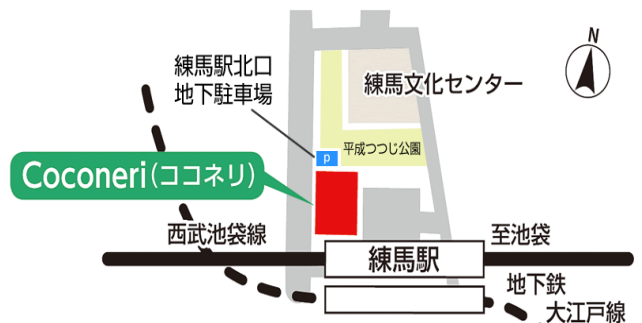 N
練馬駅北口
地下駐車場
練馬文化センター
平成つつじ公園
P
Coconeri(ココネリ)
西武池袋線
至池袋
練馬駅
地下鉄
大江戸線